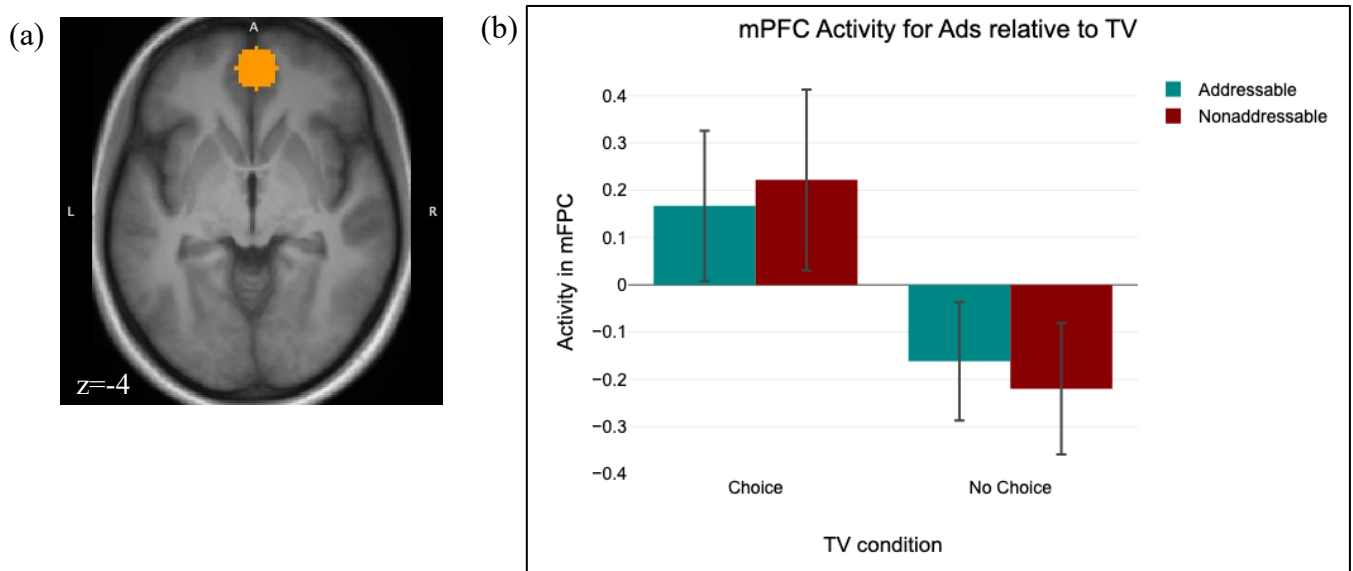 (a)
A
L
R
z=-4
(b)
mPFC Activity for Ads relative to TV
Addressable
Nonaddressable
Activity in mFPC
0.4
0.3
0.2
0.1
0
−0.1
−0.2
−0.3
−0.4
Choice
No Choice
TV condition